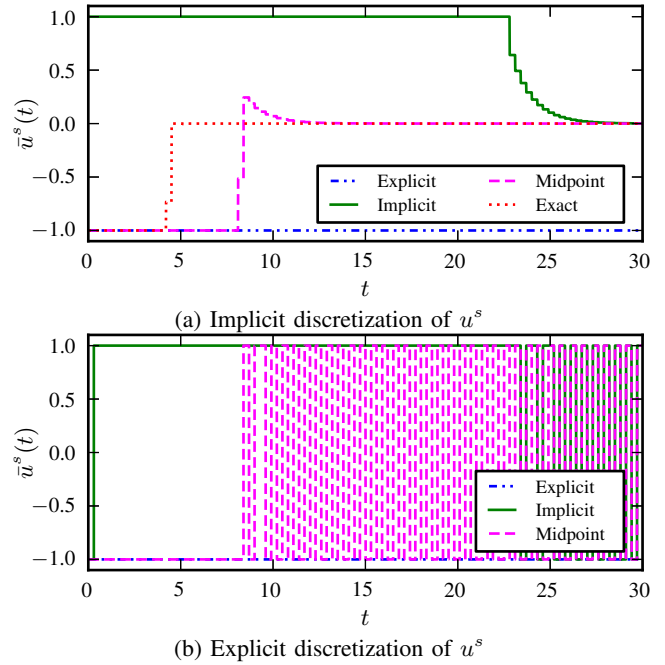 1.0
0.5
0.0
−0.5
−1.0
ū^s(t)
Explicit
Implicit
Midpoint
Exact
0 5 10 15 20 25 30
t
(a) Implicit discretization of u^s
1.0
0.5
0.0
−0.5
−1.0
ū^s(t)
Explicit
Implicit
Midpoint
0 5 10 15 20 25 30
t
(b) Explicit discretization of u^s